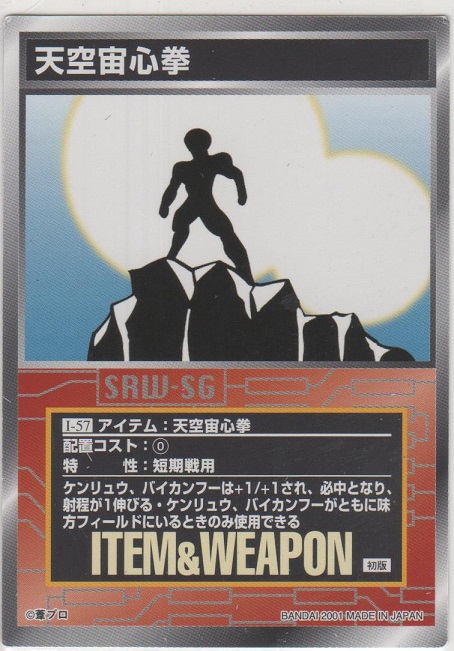 天空宙心拳
SRW-SG
I-57 アイテム：天空宙心拳
配置コスト：⓪
特　性：短期戦用
ケンリュウ、バイカンフーは+1/+1され、必中となり、
射程が1伸びる・ケンリュウ、バイカンフーがともに味
方フィールドにいるときのみ使用できる
ITEM&WEAPON
初版
©葦プロ
BANDAI 2001 MADE IN JAPAN